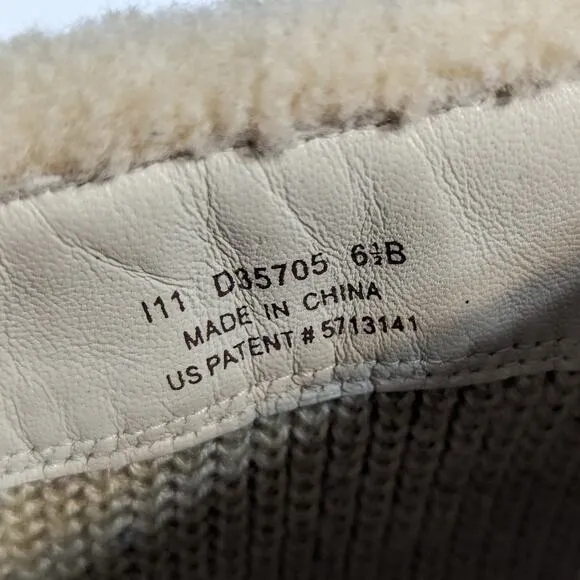 I11 D35705 6½B
MADE IN CHINA
US PATENT # 5713141